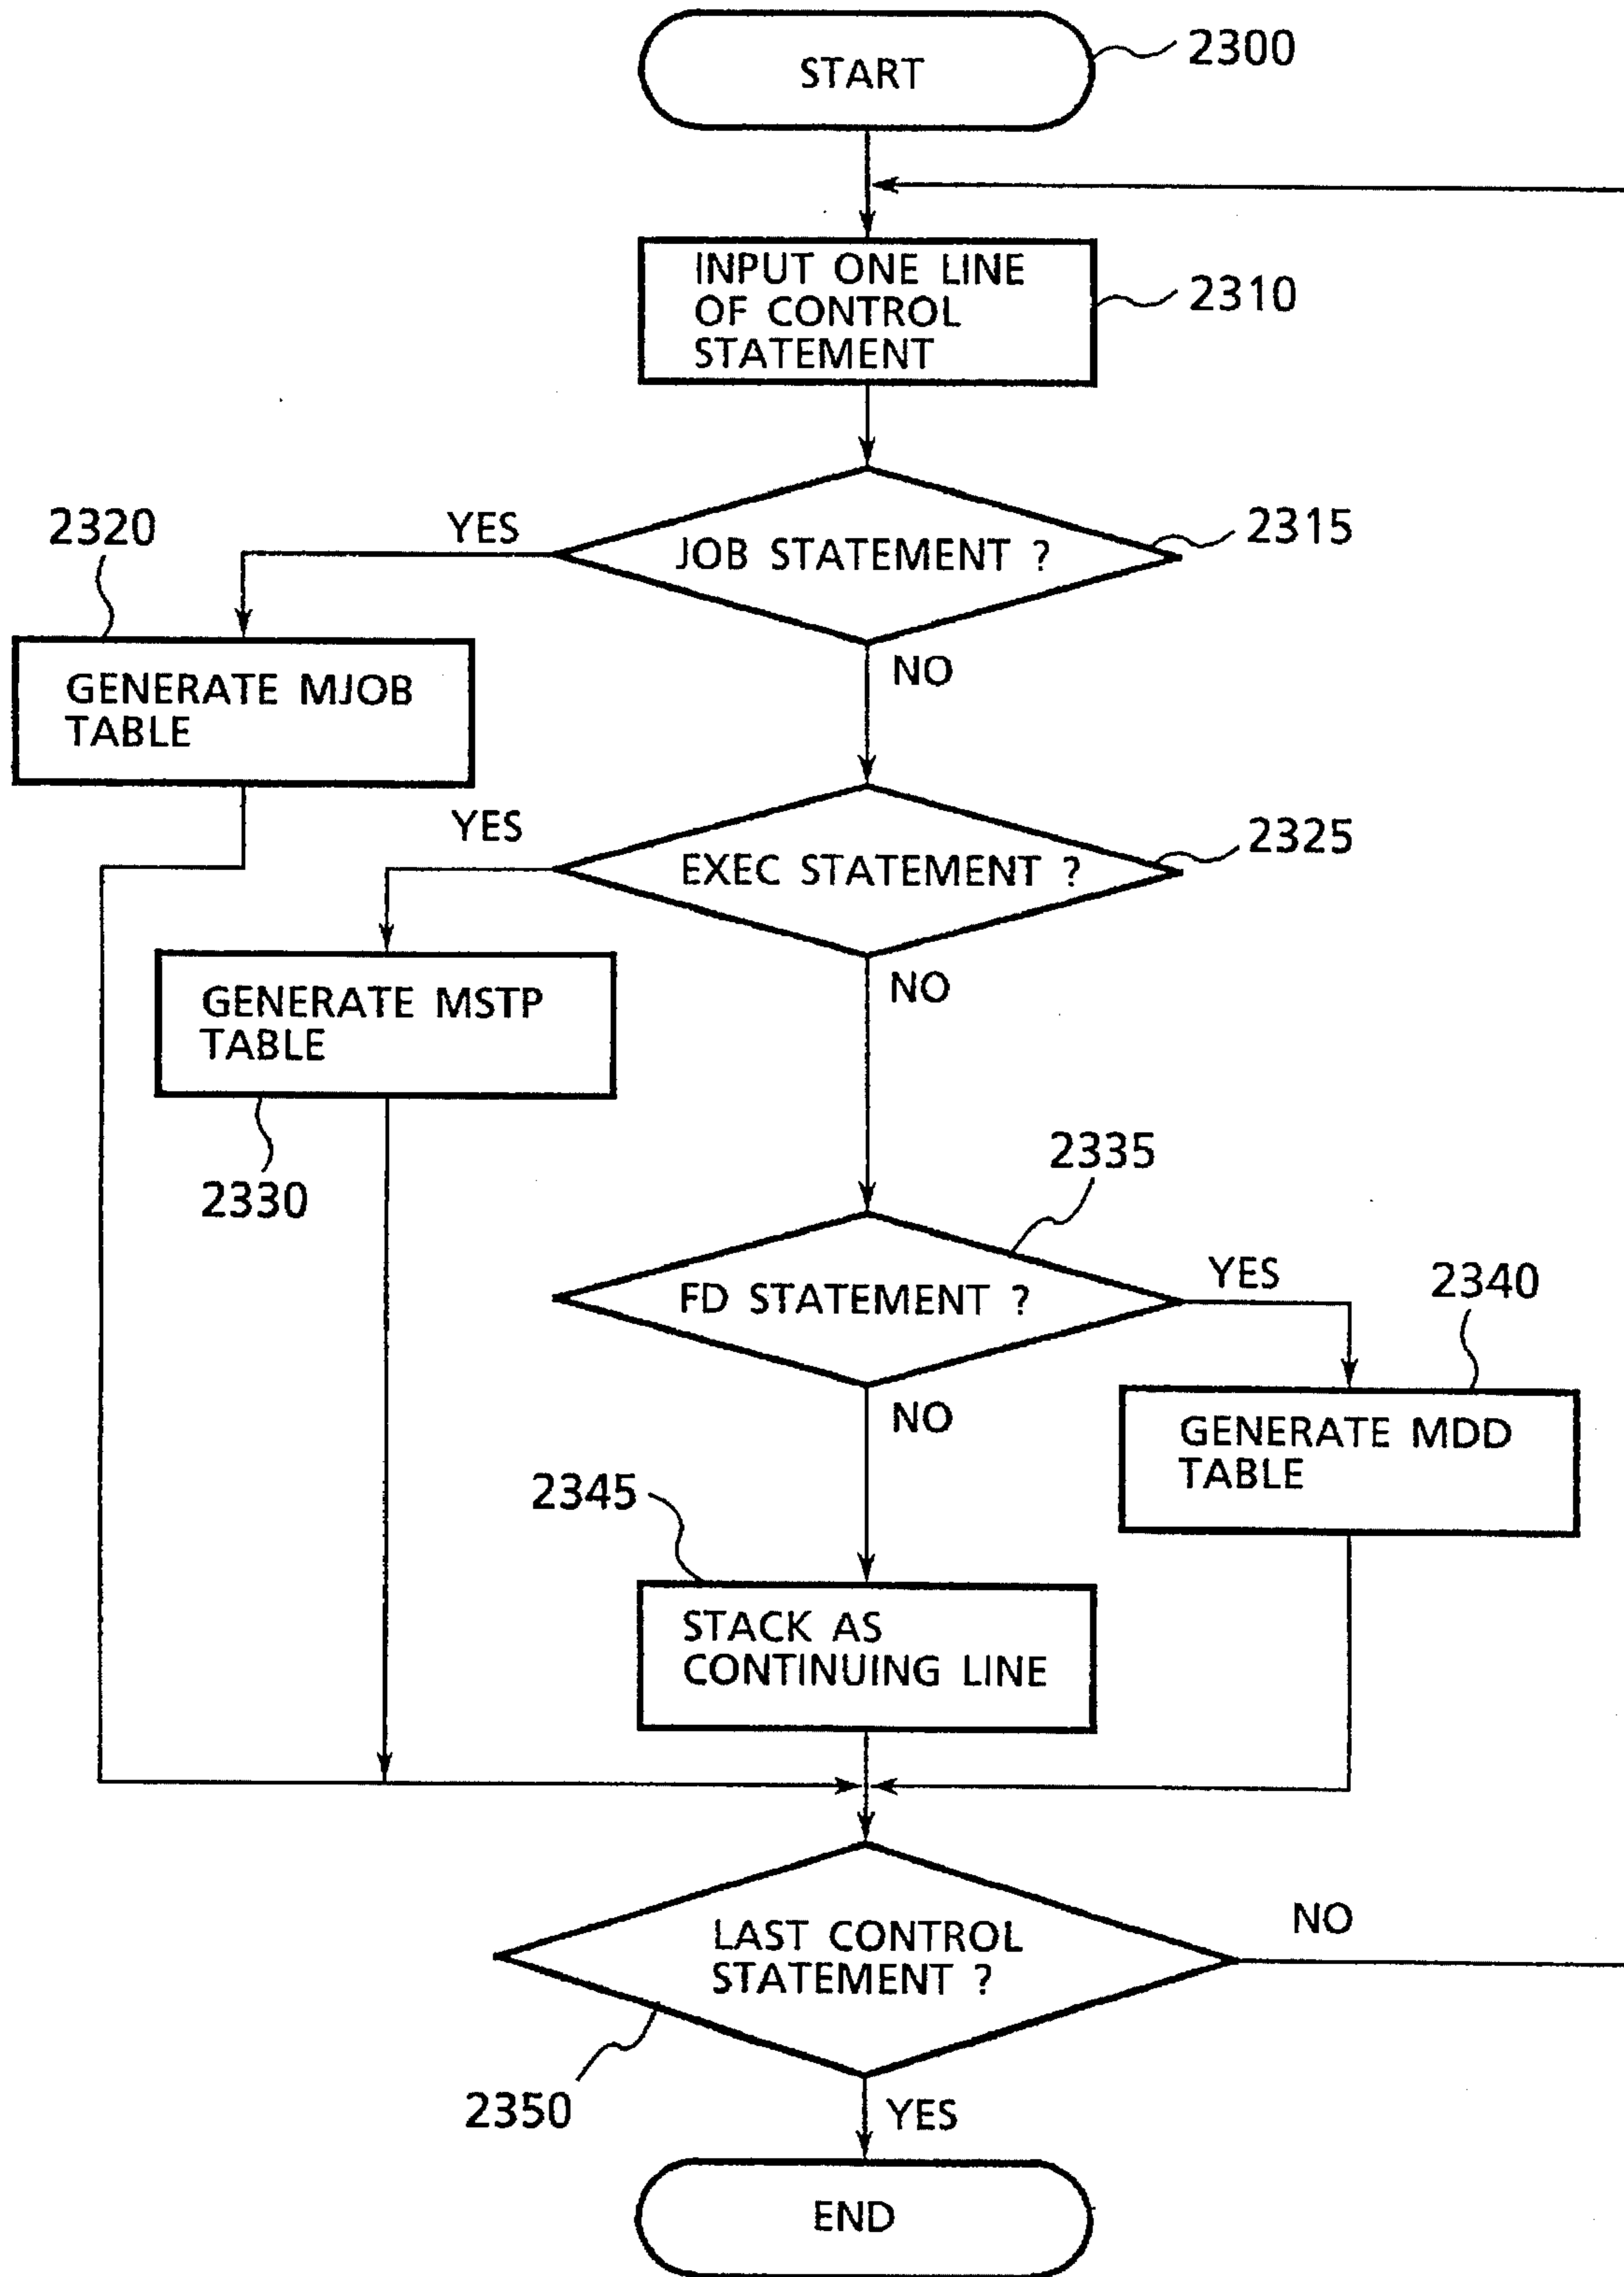 START
2300
INPUT ONE LINE
OF CONTROL
STATEMENT
2310
JOB STATEMENT ?
2315
YES
2320
NO
GENERATE MJOB
TABLE
EXEC STATEMENT ?
2325
YES
NO
GENERATE MSTP
TABLE
2330
2335
FD STATEMENT ?
YES
2340
NO
GENERATE MDD
TABLE
2345
STACK AS
CONTINUING LINE
LAST CONTROL
STATEMENT ?
NO
2350
YES
END